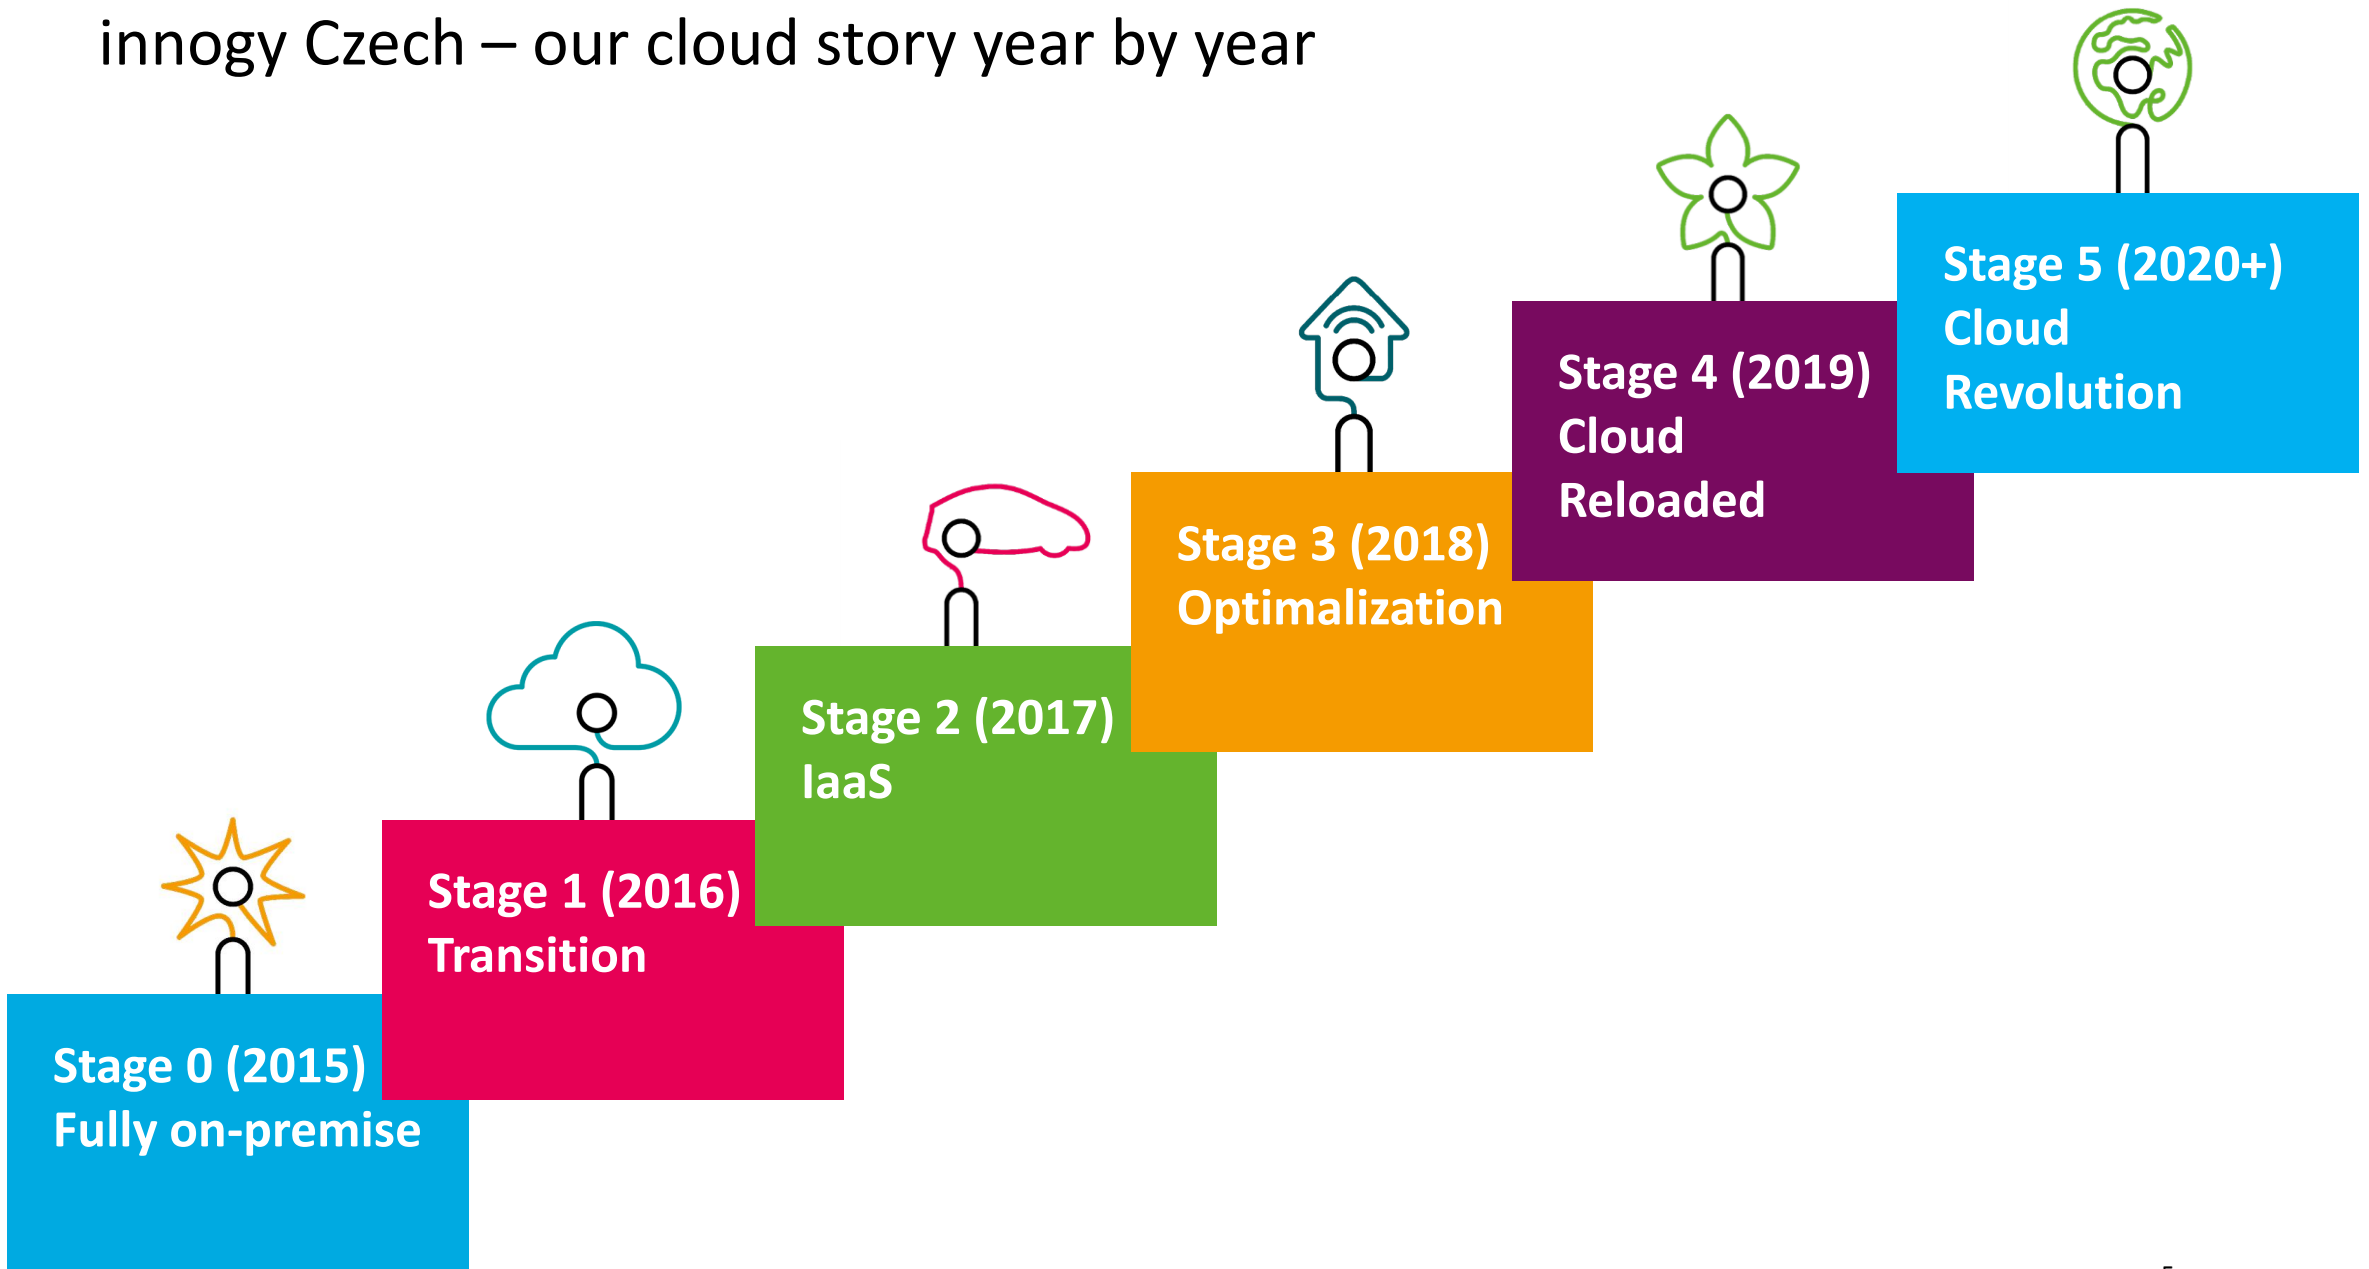 innogy Czech – our cloud story year by year
Stage 5 (2020+)
Cloud
Revolution
Stage 4 (2019)
Cloud
Reloaded
Stage 3 (2018)
Optimalization
Stage 2 (2017)
IaaS
Stage 1 (2016)
Transition
Stage 0 (2015)
Fully on-premise